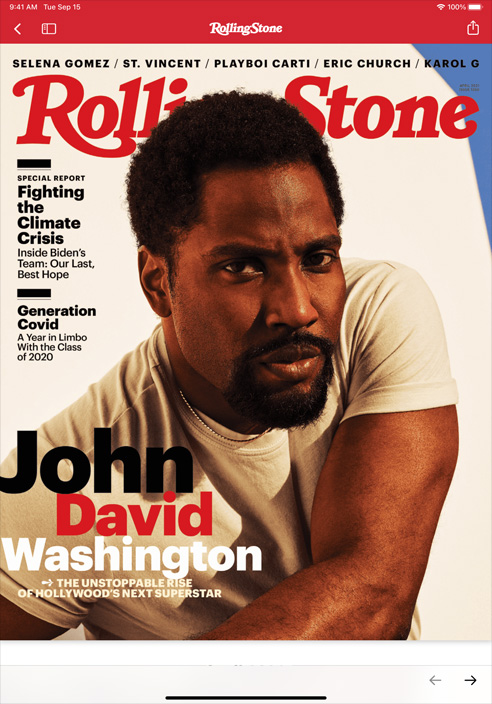 9:41 AM Tue Sep 15
100%
RollingStone
SELENA GOMEZ / ST. VINCENT / PLAYBOI CARTI / ERIC CHURCH / KAROL G
Rolling Stone
SPECIAL REPORT
Fighting
the
Climate
Crisis
Inside Biden's
Team: Our Last,
Best Hope
Generation
Covid
A Year in Limbo
With the Class
of 2020
John
David
Washington
THE UNSTOPPABLE RISE
OF HOLLYWOOD'S NEXT SUPERSTAR